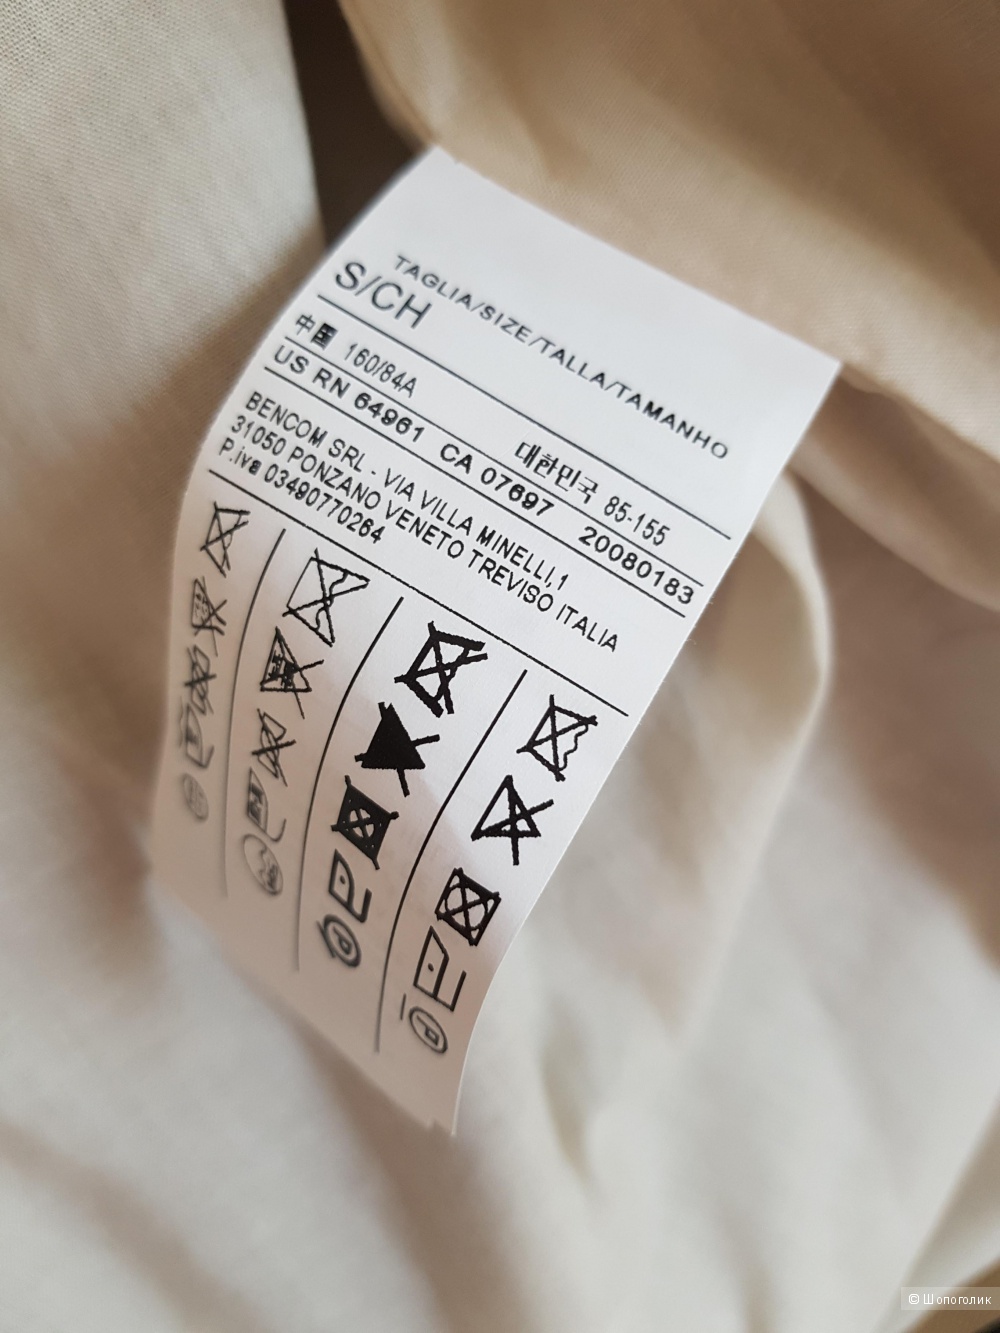 TAGLIA/SIZE/TALLA/TAMANHO
S/CH
中国 160/84A 대한민국 85-155
US RN 64961 CA 07697 20080183
BENCOM SRL - VIA VILLA MINELLI,1
31050 PONZANO VENETO TREVISO ITALIA
P.iva 03490770264
P
P
© Шопоголик